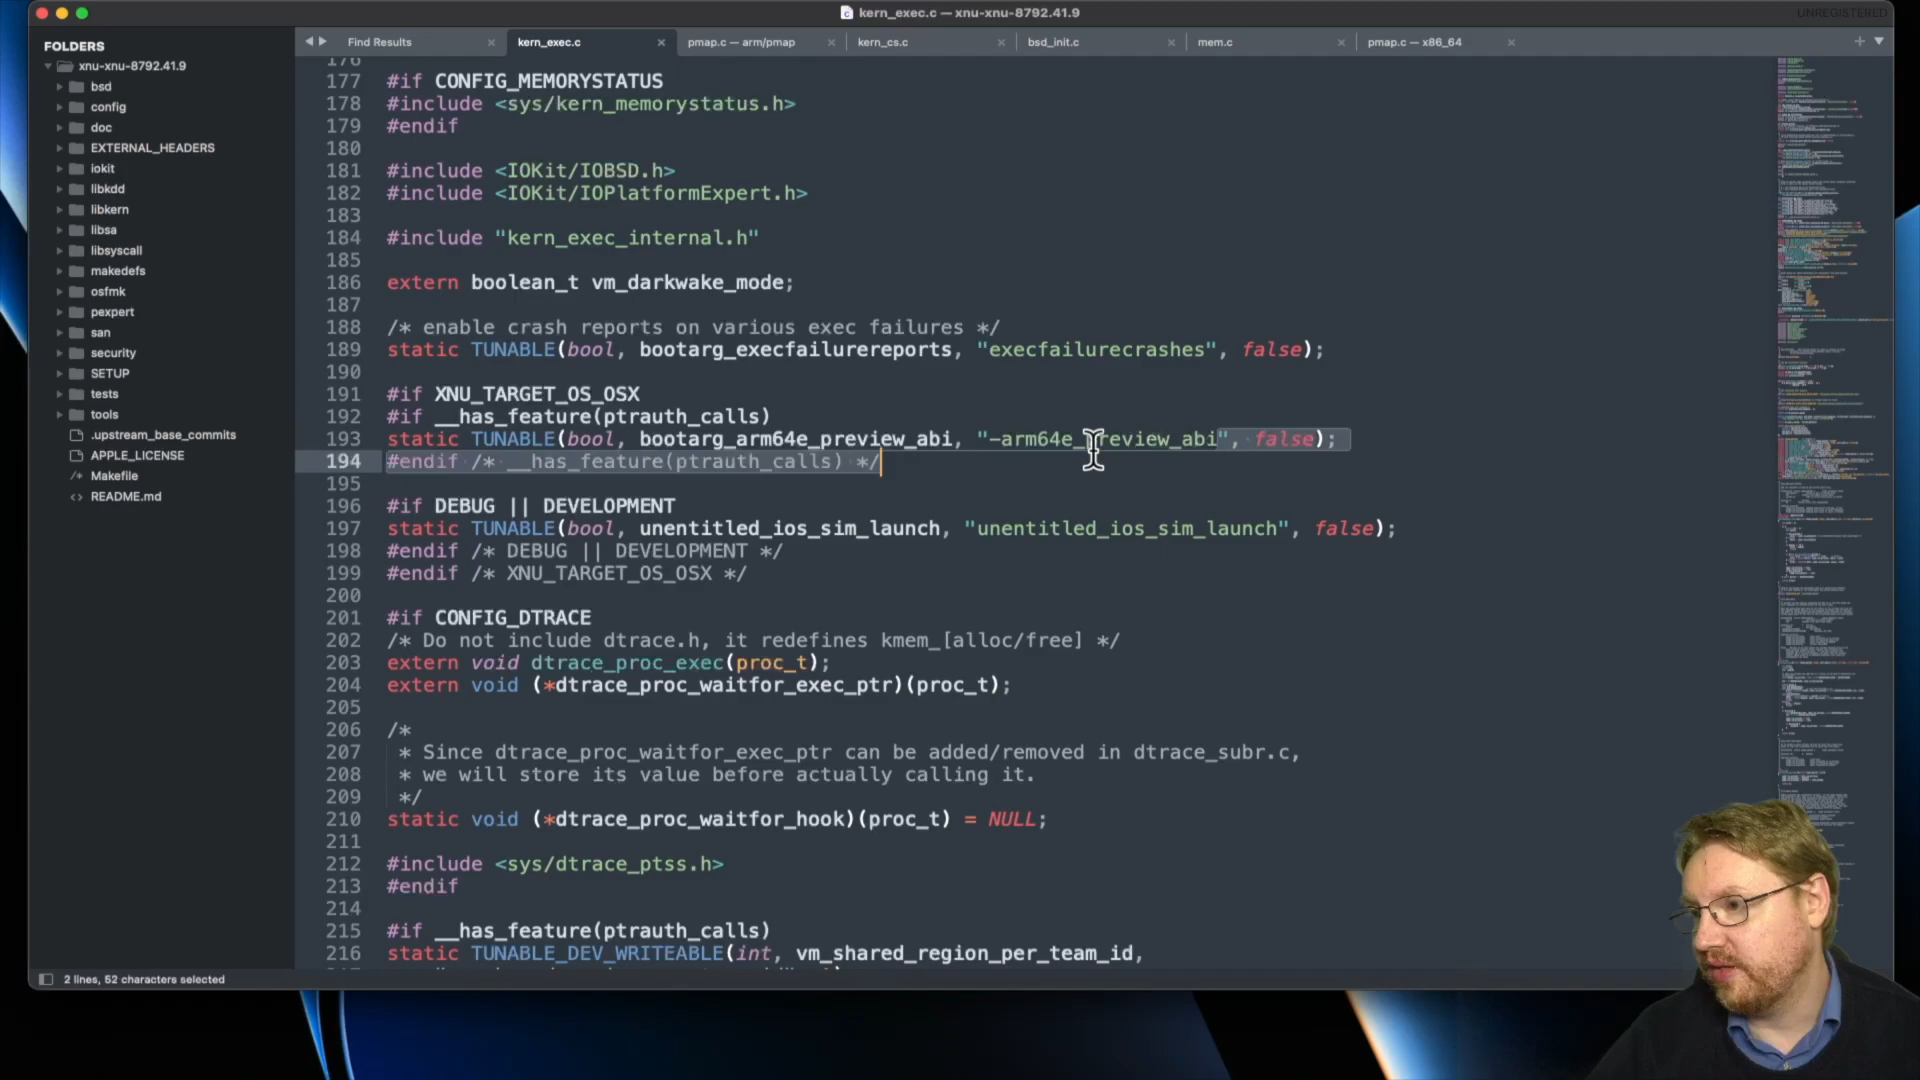 kern_exec.c — xnu-xnu-8792.41.9
UNREGISTERED
FOLDERS
xnu-xnu-8792.41.9
bsd
config
doc
EXTERNAL_HEADERS
iokit
libkdd
libkern
libsa
libsyscall
makedefs
osfmk
pexpert
san
security
SETUP
tests
tools
.upstream_base_commits
APPLE_LICENSE
Makefile
README.md
Find Results
kern_exec.c
pmap.c — arm/pmap
kern_cs.c
bsd_init.c
mem.c
pmap.c — x86_64
176
177 #if CONFIG_MEMORYSTATUS
178 #include <sys/kern_memorystatus.h>
179 #endif
180
181 #include <IOKit/IOBSD.h>
182 #include <IOKit/IOPlatformExpert.h>
183
184 #include "kern_exec_internal.h"
185
186 extern boolean_t vm_darkwake_mode;
187
188 /* enable crash reports on various exec failures */
189 static TUNABLE(bool, bootarg_execfailurereports, "execfailurecrashes", false);
190
191 #if XNU_TARGET_OS_OSX
192 #if __has_feature(ptrauth_calls)
193 static TUNABLE(bool, bootarg_arm64e_preview_abi, "-arm64e_preview_abi", false);
194 #endif /* __has_feature(ptrauth_calls) */
195
196 #if DEBUG || DEVELOPMENT
197 static TUNABLE(bool, unentitled_ios_sim_launch, "unentitled_ios_sim_launch", false);
198 #endif /* DEBUG || DEVELOPMENT */
199 #endif /* XNU_TARGET_OS_OSX */
200
201 #if CONFIG_DTRACE
202 /* Do not include dtrace.h, it redefines kmem_[alloc/free] */
203 extern void dtrace_proc_exec(proc_t);
204 extern void (*dtrace_proc_waitfor_exec_ptr)(proc_t);
205
206 /*
207 * Since dtrace_proc_waitfor_exec_ptr can be added/removed in dtrace_subr.c,
208 * we will store its value before actually calling it.
209 */
210 static void (*dtrace_proc_waitfor_hook)(proc_t) = NULL;
211
212 #include <sys/dtrace_ptss.h>
213 #endif
214
215 #if __has_feature(ptrauth_calls)
216 static TUNABLE_DEV_WRITEABLE(int, vm_shared_region_per_team_id,
2 lines, 52 characters selected